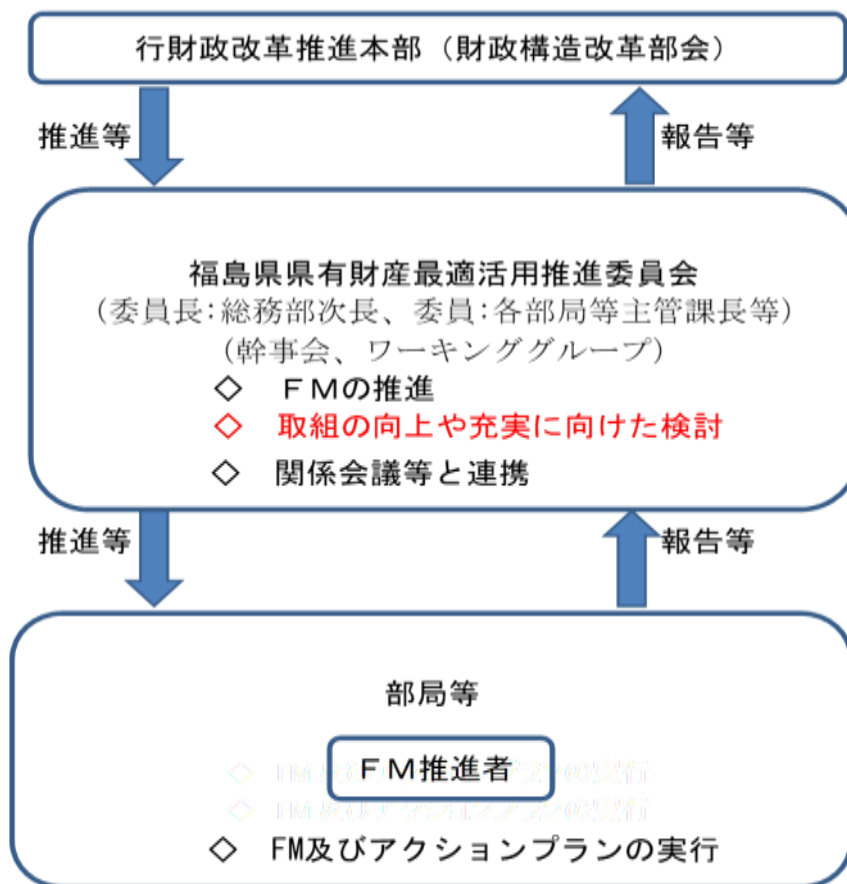 行財政改革推進本部（財政構造改革部会）
推進等
報告等
福島県県有財産最適活用推進委員会
（委員長：総務部次長、委員：各部局等主管課長等）
（幹事会、ワーキンググループ）
◇ ＦＭの推進
◇ 取組の向上や充実に向けた検討
◇ 関係会議等と連携
推進等
報告等
部局等
ＦＭ推進者
◇ FM及びアクションプランの実行